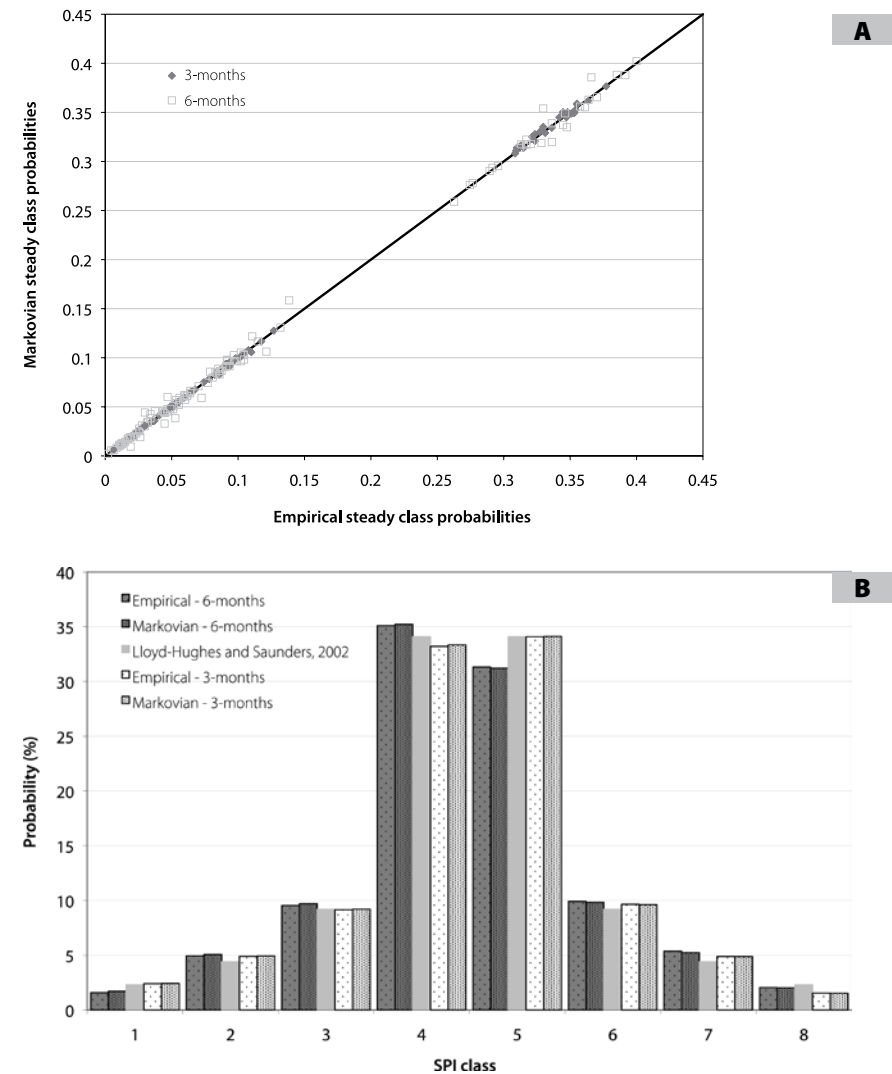 A
0.45
0.4
0.35
0.3
0.25
0.2
0.15
0.1
0.05
0
Markovian steady class probabilities
3-months
6-months
0 0.05 0.1 0.15 0.2 0.25 0.3 0.35 0.4 0.45
Empirical steady class probabilities
B
40
35
30
25
20
15
10
5
0
Probability (%)
Empirical - 6-months
Markovian - 6-months
Lloyd-Hughes and Saunders, 2002
Empirical - 3-months
Markovian - 3-months
1 2 3 4 5 6 7 8
SPI class